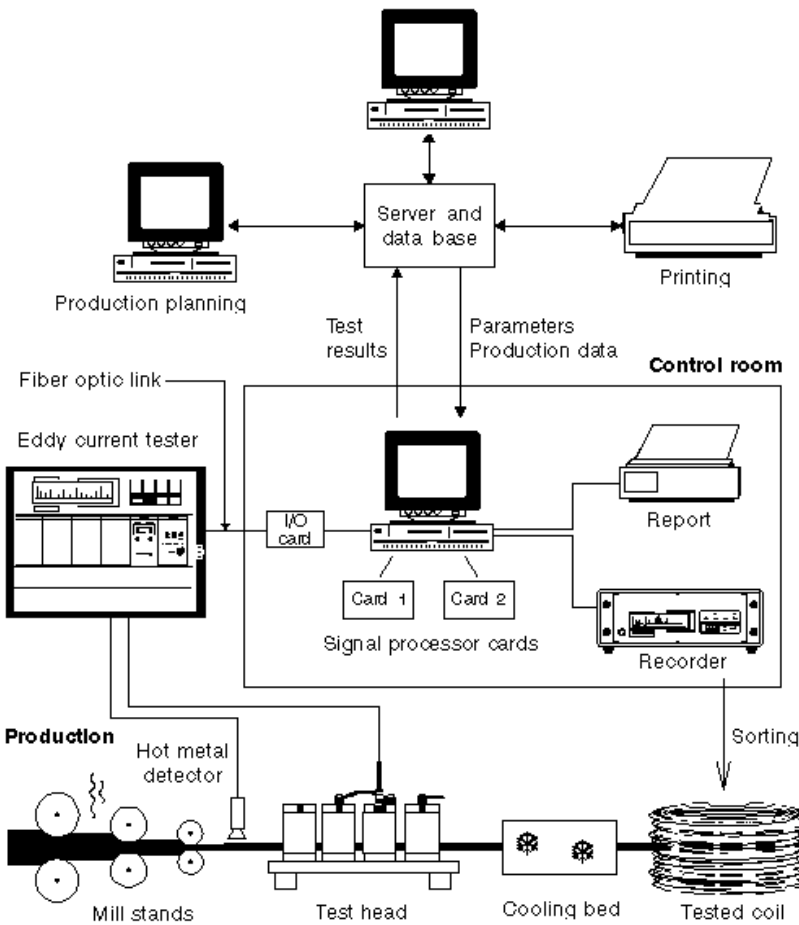 Server and
data base
Production planning
Printing
Test
results
Parameters
Production data
Control room
Fiber optic link
Eddy current tester
I/O
card
Report
Card 1
Card 2
Signal processor cards
Recorder
Production
Hot metal
detector
Sorting
Mill stands
Test head
Cooling bed
Tested coil